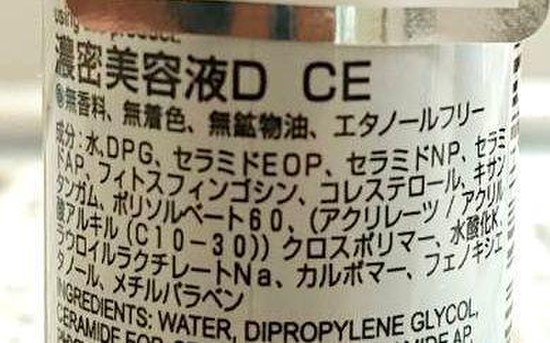 using product.
濃密美容液D CE
無香料、無着色、無鉱物油、エタノールフリー
成分:水、DPG、セラミドEOP、セラミドNP、セラミ
ドAP、フィトスフィンゴシン、コレステロール、キサン
タンガム、ポリソルベート60、(アクリレーツ/アクリル
酸アルキル(C10-30))クロスポリマー、水酸化K、
ラウロイルラクチレートNa、カルボマー、フェノキシエ
タノール、メチルパラベン
INGREDIENTS: WATER, DIPROPYLENE GLYCOL,
CERAMIDE EOP, AP,